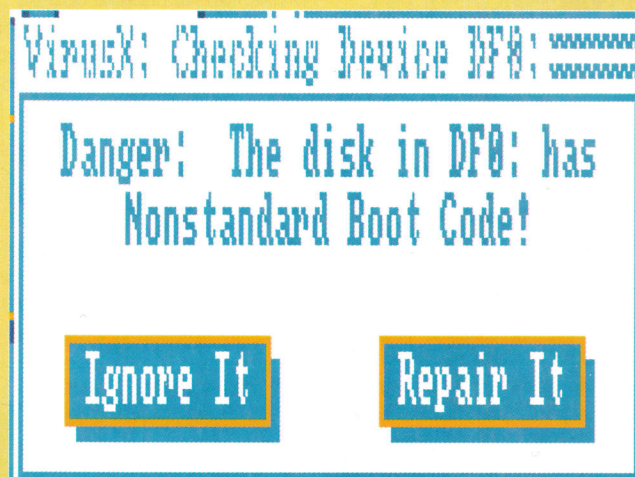 VirusX: Checking Device DF0:
Danger: The disk in DF0: has
Nonstandard Boot Code!
Ignore It
Repair It